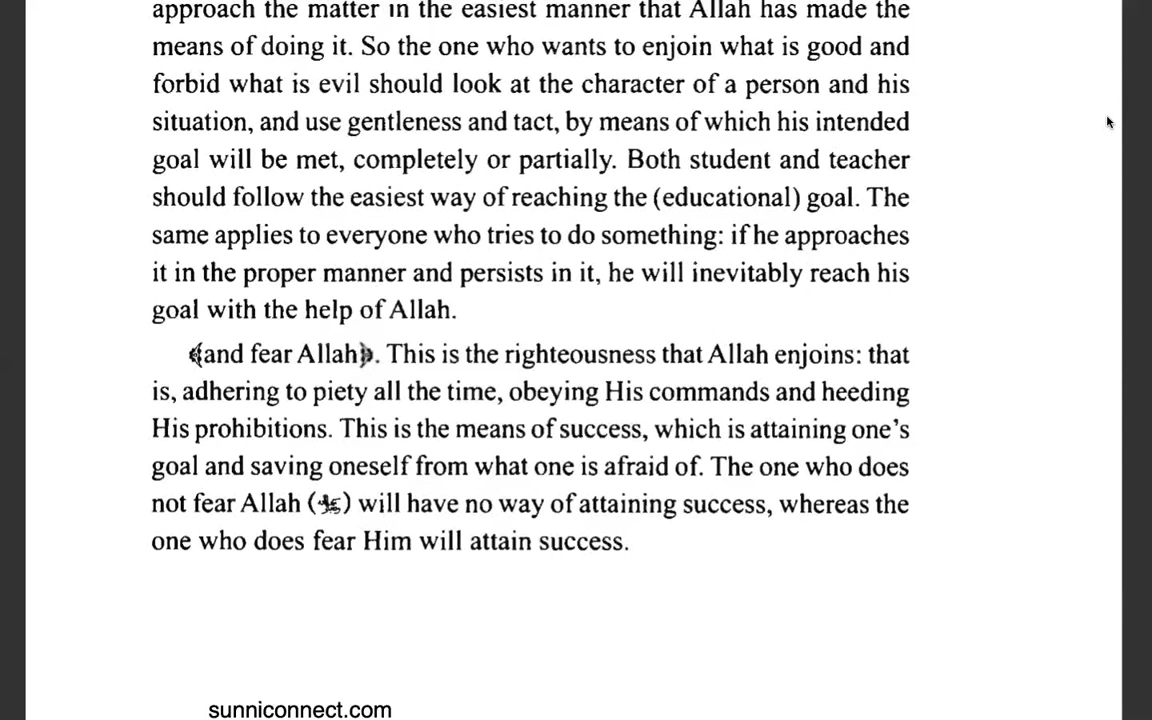 approach the matter in the easiest manner that Allah has made the
means of doing it. So the one who wants to enjoin what is good and
forbid what is evil should look at the character of a person and his
situation, and use gentleness and tact, by means of which his intended
goal will be met, completely or partially. Both student and teacher
should follow the easiest way of reaching the (educational) goal. The
same applies to everyone who tries to do something: if he approaches
it in the proper manner and persists in it, he will inevitably reach his
goal with the help of Allah.
﴾and fear Allah﴿. This is the righteousness that Allah enjoins: that
is, adhering to piety all the time, obeying His commands and heeding
His prohibitions. This is the means of success, which is attaining one’s
goal and saving oneself from what one is afraid of. The one who does
not fear Allah () will have no way of attaining success, whereas the
one who does fear Him will attain success.
sunniconnect.com